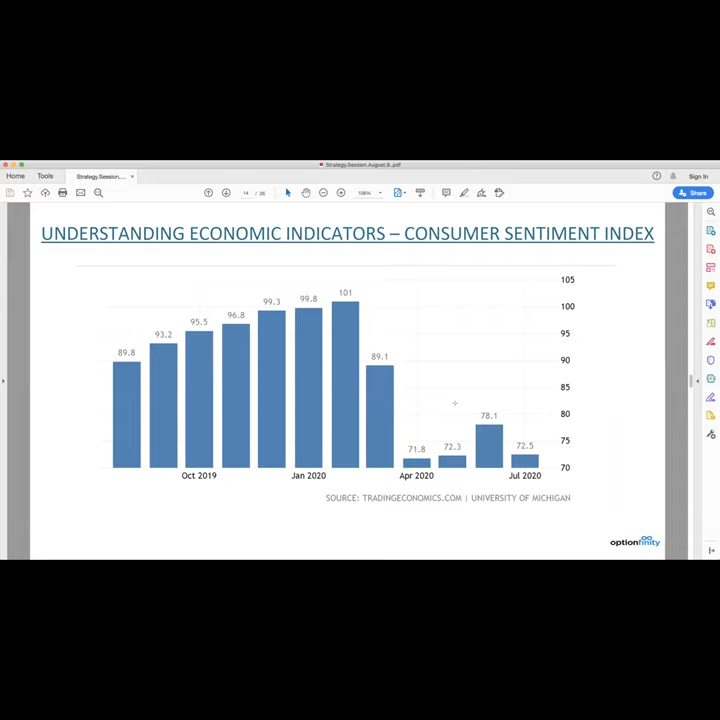 Strategy.Session.August.9..pdf
Home Tools Strategy.Session.... × Sign In
14 / 26 108% Share
UNDERSTANDING ECONOMIC INDICATORS – CONSUMER SENTIMENT INDEX
105
101
99.3 99.8 100
96.8
95.5 95
93.2
89.8 89.1 90
85
78.1 80
71.8 72.3 72.5 75
70
Oct 2019 Jan 2020 Apr 2020 Jul 2020
SOURCE: TRADINGECONOMICS.COM | UNIVERSITY OF MICHIGAN
optionfinity